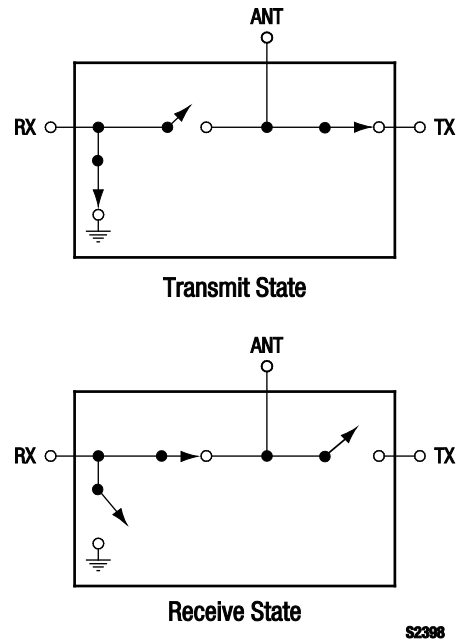 ANT
RX
TX
Transmit State
ANT
RX
TX
Receive State
S2398